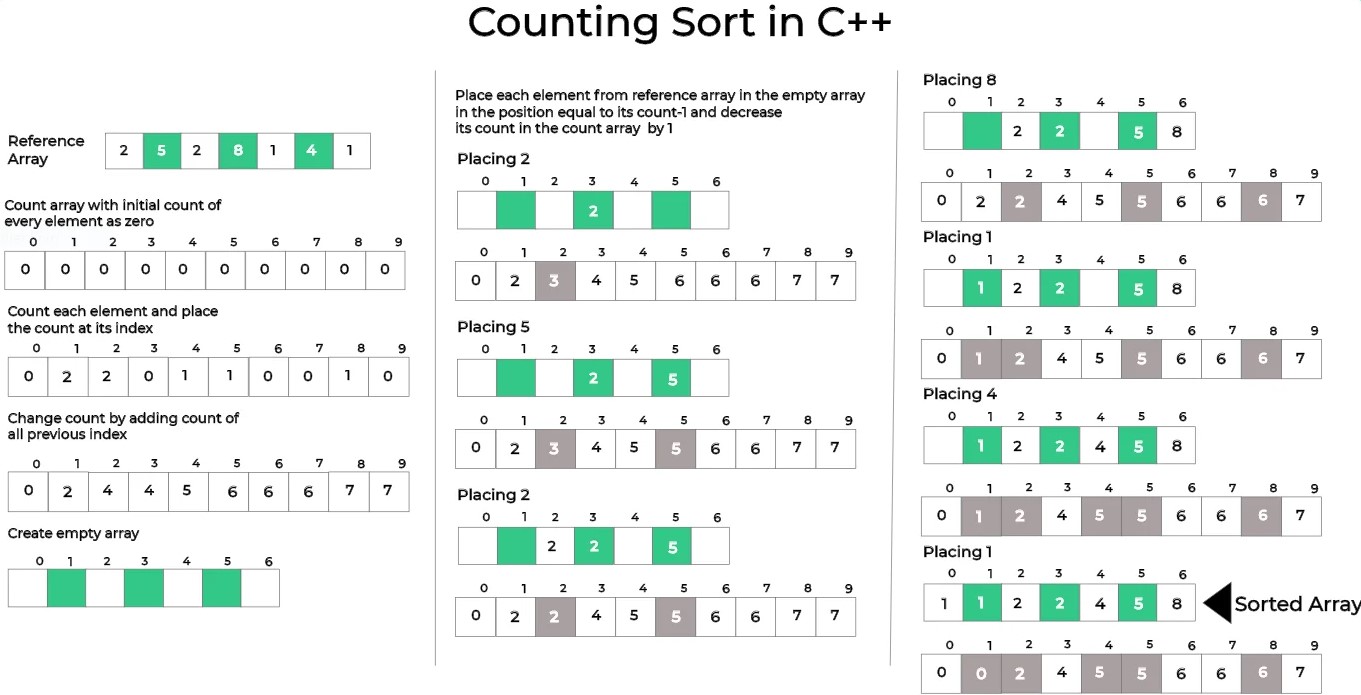 Counting Sort in C++
Reference
Array
2 5 2 8 1 4 1
Count array with initial count of
every element as zero
0 1 2 3 4 5 6 7 8 9
0 0 0 0 0 0 0 0 0 0
Count each element and place
the count at its index
0 1 2 3 4 5 6 7 8 9
0 2 2 0 1 1 0 0 1 0
Change count by adding count of
all previous index
0 1 2 3 4 5 6 7 8 9
0 2 4 4 5 6 6 6 7 7
Create empty array
0 1 2 3 4 5 6
Place each element from reference array in the empty array
in the position equal to its count-1 and decrease
its count in the count array by 1
Placing 2
0 1 2 3 4 5 6
2
0 1 2 3 4 5 6 7 8 9
0 2 3 4 5 6 6 6 7 7
Placing 5
0 1 2 3 4 5 6
2 5
0 1 2 3 4 5 6 7 8 9
0 2 3 4 5 5 6 6 7 7
Placing 2
0 1 2 3 4 5 6
2 2 5
0 1 2 3 4 5 6 7 8 9
0 2 2 4 5 5 6 6 7 7
Placing 8
0 1 2 3 4 5 6
2 2 5 8
0 1 2 3 4 5 6 7 8 9
0 2 2 4 5 5 6 6 6 7
Placing 1
0 1 2 3 4 5 6
1 2 2 5 8
0 1 2 3 4 5 6 7 8 9
0 1 2 4 5 5 6 6 6 7
Placing 4
0 1 2 3 4 5 6
1 2 2 4 5 8
0 1 2 3 4 5 6 7 8 9
0 1 2 4 5 5 6 6 6 7
Placing 1
0 1 2 3 4 5 6
1 1 2 2 4 5 8
Sorted Array
0 1 2 3 4 5 6 7 8 9
0 0 2 4 5 5 6 6 6 7